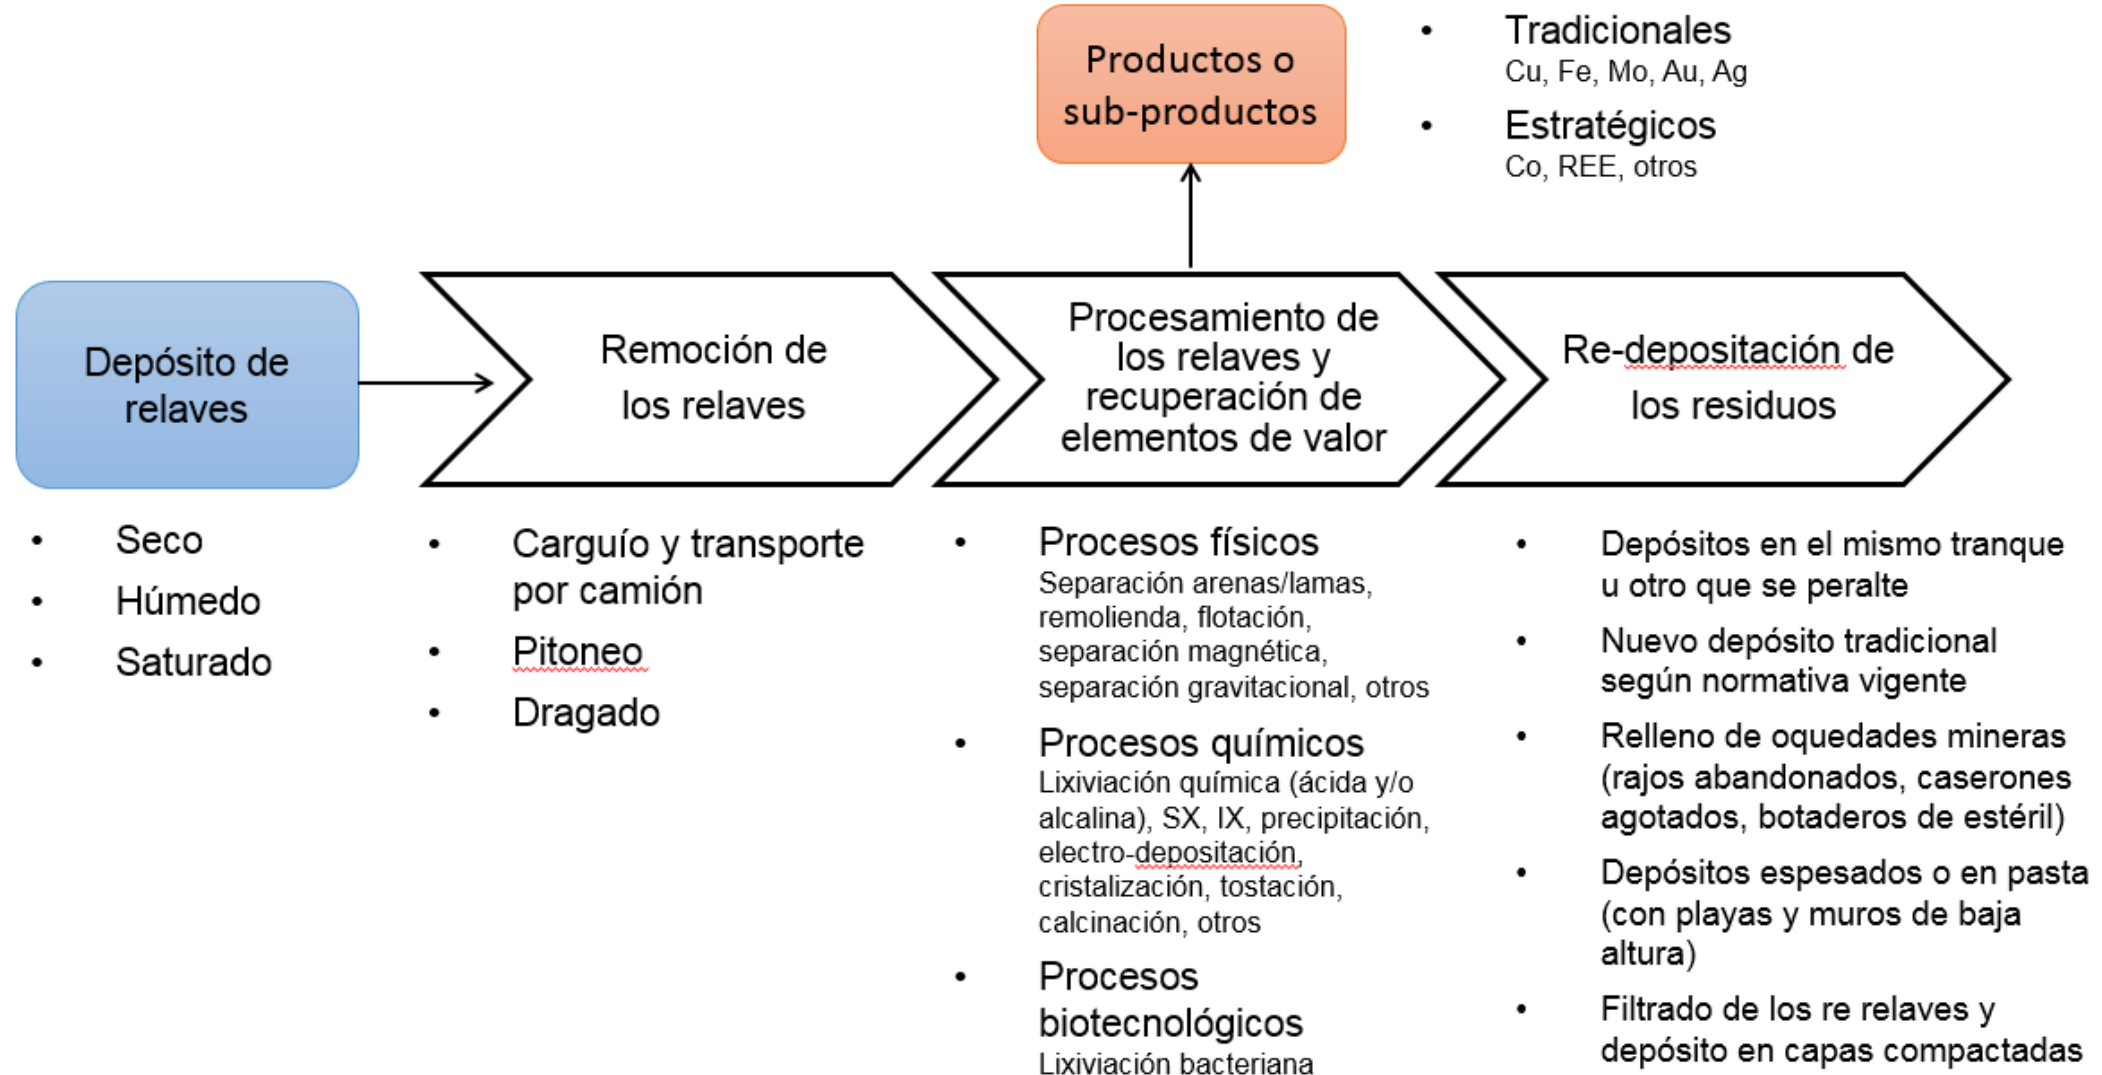 Productos o
sub-productos
• Tradicionales
Cu, Fe, Mo, Au, Ag
• Estratégicos
Co, REE, otros
Depósito de
relaves
Remoción de
los relaves
Procesamiento de
los relaves y
recuperación de
elementos de valor
Re-depositación de
los residuos
• Seco
• Húmedo
• Saturado
• Carguío y transporte
por camión
• Pitoneo
• Dragado
• Procesos físicos
Separación arenas/lamas,
remolienda, flotación,
separación magnética,
separación gravitacional, otros
• Procesos químicos
Lixiviación química (ácida y/o
alcalina), SX, IX, precipitación,
electro-depositación,
cristalización, tostación,
calcinación, otros
• Procesos
biotecnológicos
Lixiviación bacteriana
• Depósitos en el mismo tranque
u otro que se peralte
• Nuevo depósito tradicional
según normativa vigente
• Relleno de oquedades mineras
(rajos abandonados, caserones
agotados, botaderos de estéril)
• Depósitos espesados o en pasta
(con playas y muros de baja
altura)
• Filtrado de los re relaves y
depósito en capas compactadas